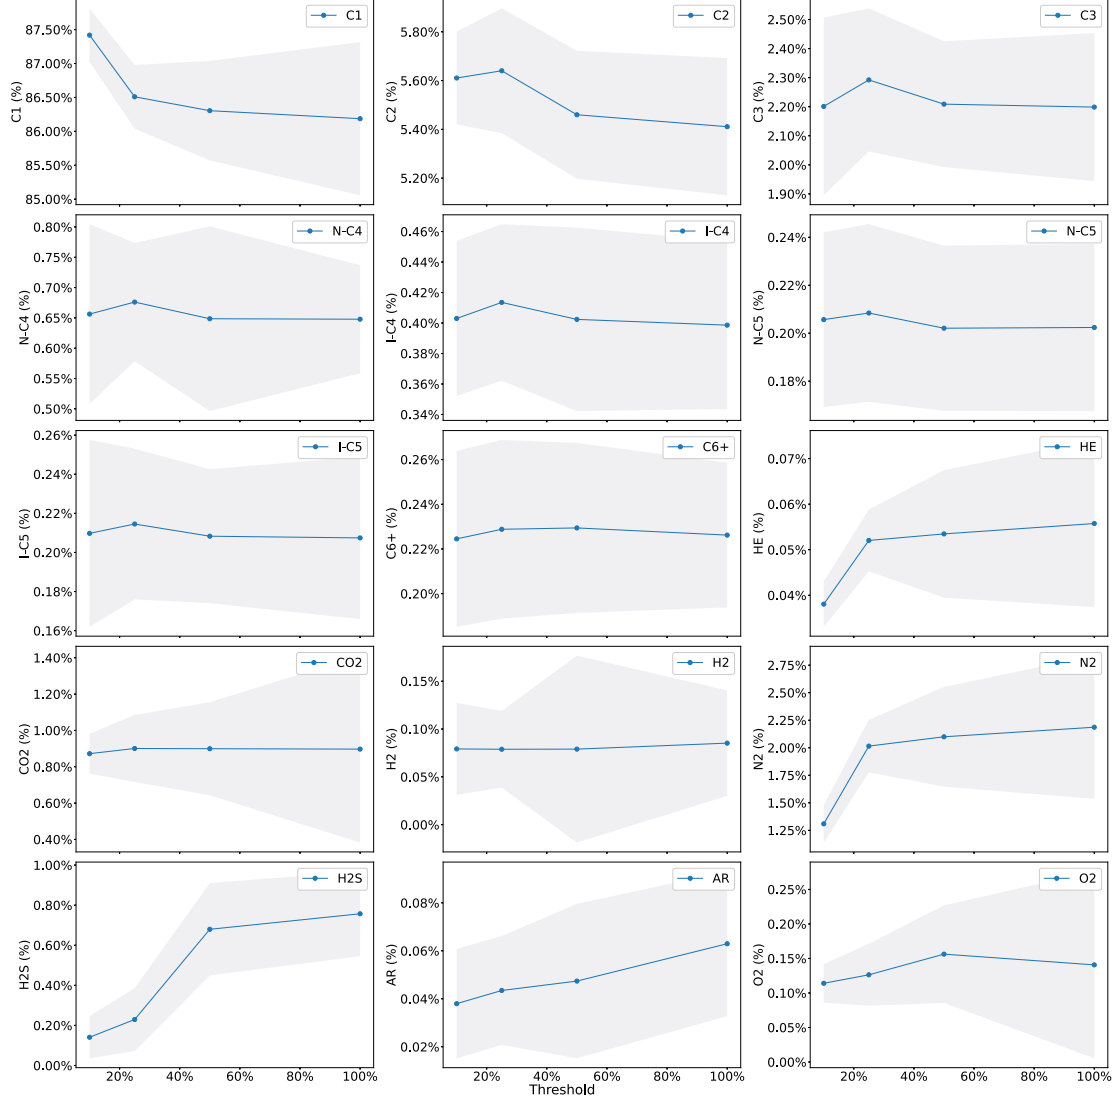 C1
C1 (%)
87.50%
87.00%
86.50%
86.00%
85.50%
85.00%
C2
C2 (%)
5.80%
5.60%
5.40%
5.20%
C3
C3 (%)
2.50%
2.40%
2.30%
2.20%
2.10%
2.00%
1.90%
N-C4
N-C4 (%)
0.80%
0.75%
0.70%
0.65%
0.60%
0.55%
0.50%
I-C4
I-C4 (%)
0.46%
0.44%
0.42%
0.40%
0.38%
0.36%
0.34%
N-C5
N-C5 (%)
0.24%
0.22%
0.20%
0.18%
I-C5
I-C5 (%)
0.26%
0.24%
0.22%
0.20%
0.18%
0.16%
C6+
C6+ (%)
0.26%
0.24%
0.22%
0.20%
HE
HE (%)
0.07%
0.06%
0.05%
0.04%
CO2
CO2 (%)
1.40%
1.20%
1.00%
0.80%
0.60%
0.40%
H2
H2 (%)
0.15%
0.10%
0.05%
0.00%
N2
N2 (%)
2.75%
2.50%
2.25%
2.00%
1.75%
1.50%
1.25%
H2S
H2S (%)
1.00%
0.80%
0.60%
0.40%
0.20%
0.00%
20% 40% 60% 80% 100%
AR
AR (%)
0.08%
0.06%
0.04%
0.02%
20% 40% 60% 80% 100%
O2
O2 (%)
0.25%
0.20%
0.15%
0.10%
0.05%
0.00%
20% 40% 60% 80% 100%
Threshold